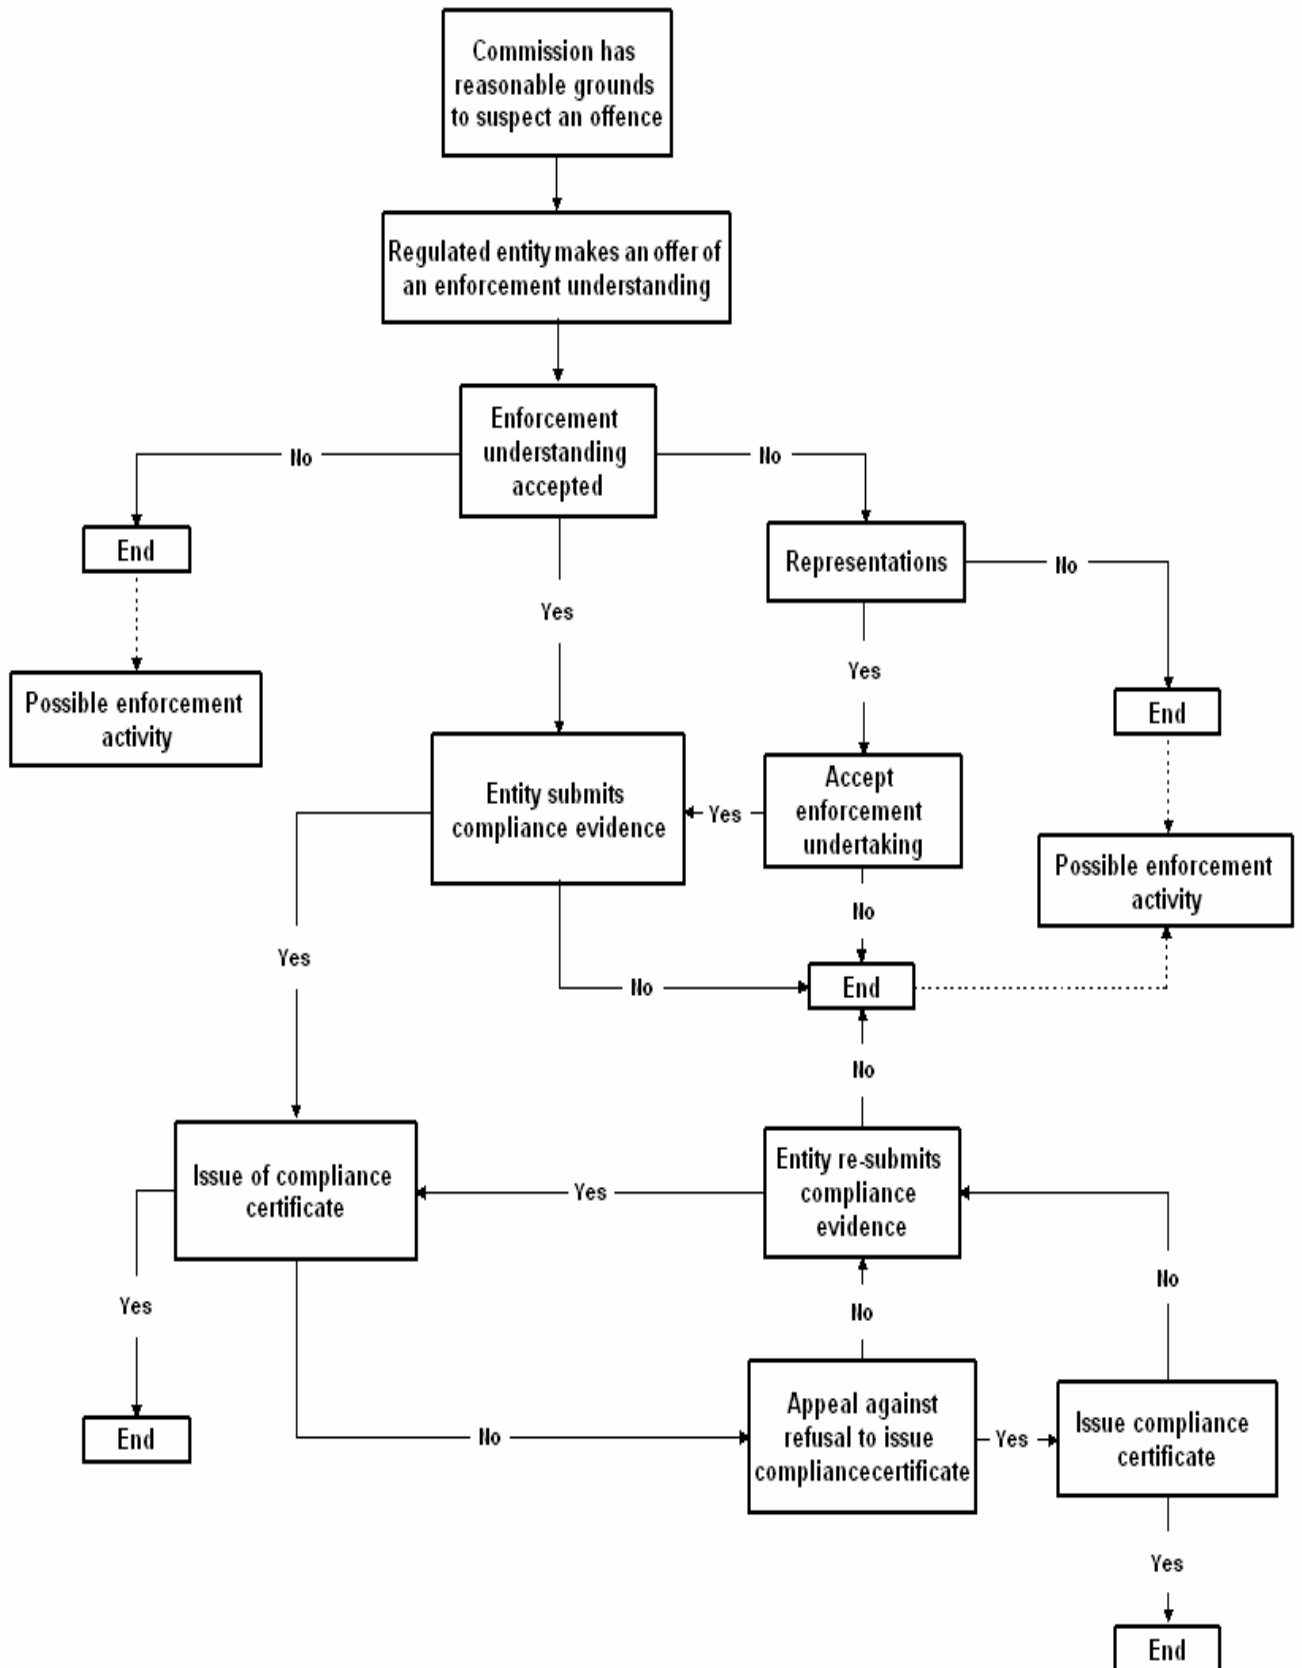 Commission has
reasonable grounds
to suspect an offence
Regulated entity makes an offer of
an enforcement understanding
Enforcement
understanding
accepted
No
No
End
Representations
No
Yes
Yes
Possible enforcement
activity
End
Entity submits
compliance evidence
Yes
Accept
enforcement
undertaking
Possible enforcement
activity
No
Yes
No
End
No
Issue of compliance
certificate
Yes
Entity re-submits
compliance
evidence
No
Yes
No
Appeal against
refusal to issue
compliancecertificate
Yes
Issue compliance
certificate
End
No
Yes
End